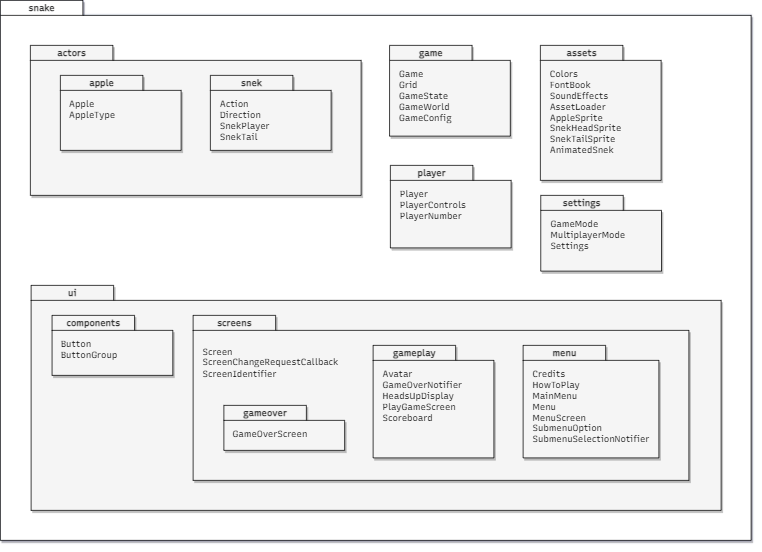 snake
actors
apple
Apple
AppleType
snek
Action
Direction
SnekPlayer
SnekTail
game
Game
Grid
GameState
GameWorld
GameConfig
assets
Colors
FontBook
SoundEffects
AssetLoader
AppleSprite
SnekHeadSprite
SnekTailSprite
AnimatedSnek
player
Player
PlayerControls
PlayerNumber
settings
GameMode
MultiplayerMode
Settings
ui
components
Button
ButtonGroup
screens
Screen
ScreenChangeRequestCallback
ScreenIdentifier
gameover
GameOverScreen
gameplay
Avatar
GameOverNotifier
HeadsUpDisplay
PlayGameScreen
Scoreboard
menu
Credits
HowToPlay
MainMenu
Menu
MenuScreen
SubmenuOption
SubmenuSelectionNotifier